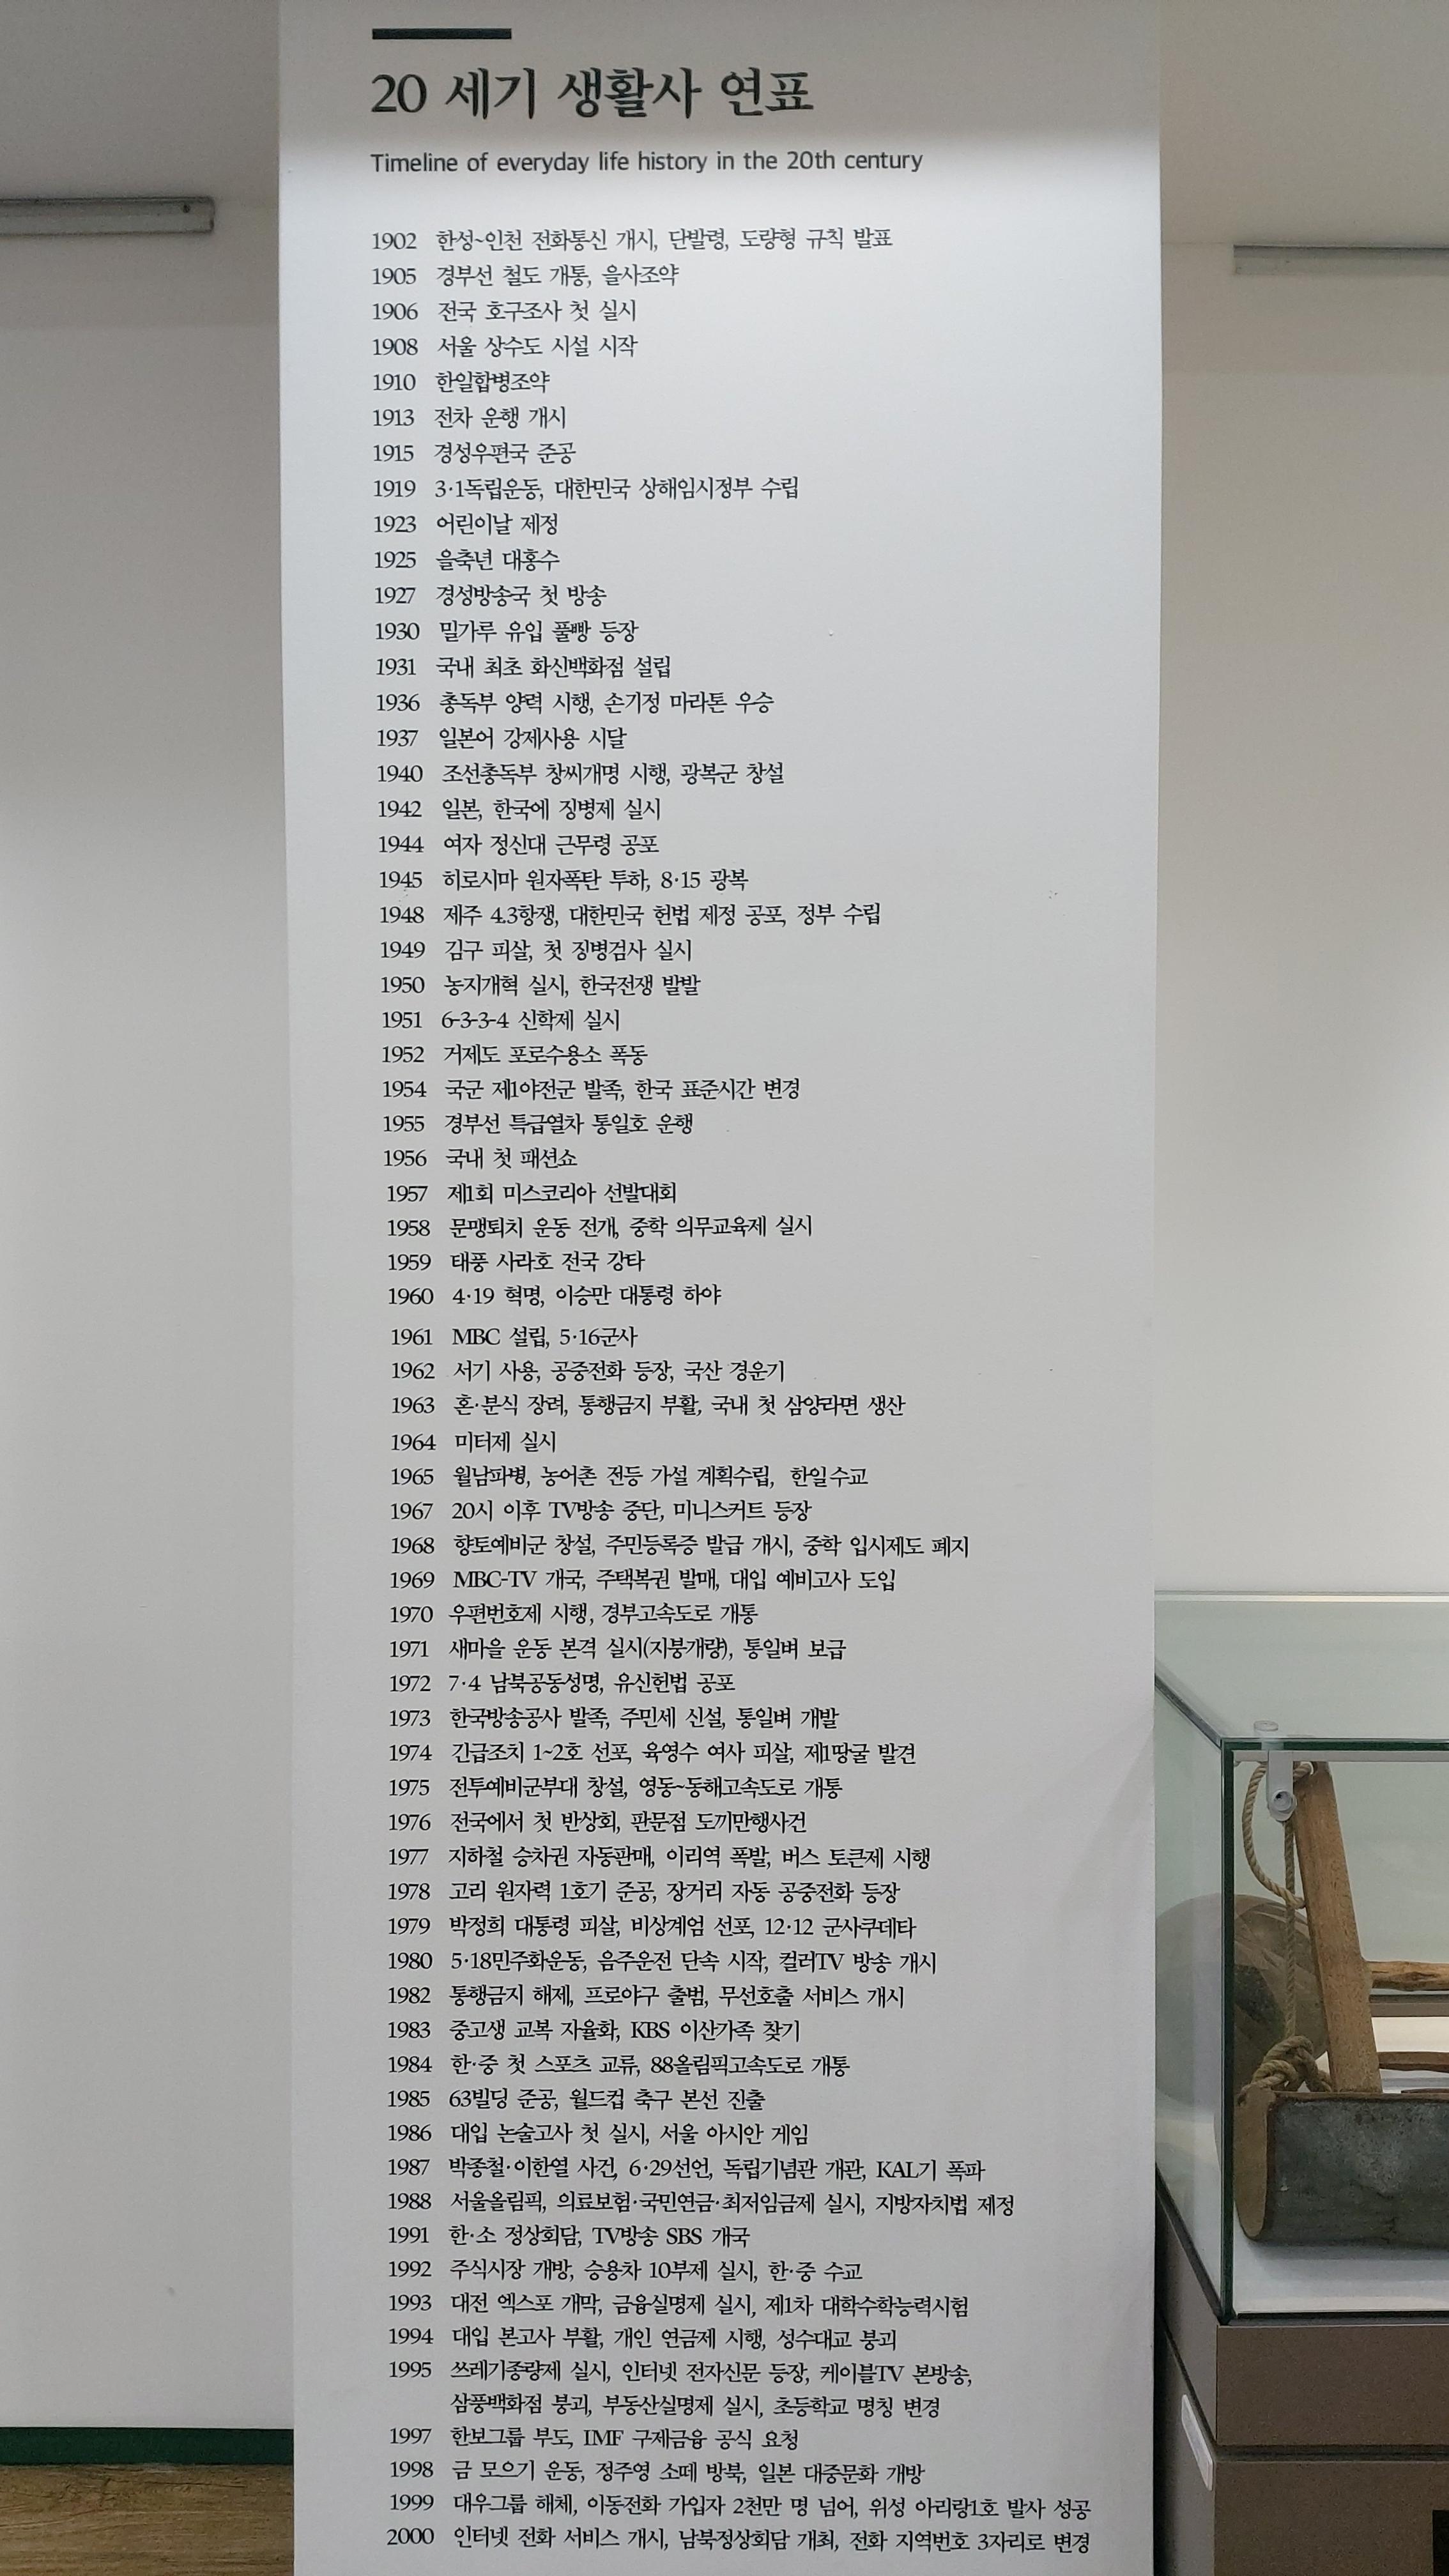 20 세기 생활사 연표
Timeline of everyday life history in the 20th century
1902 한성~인천 전화통신 개시, 단발령, 도량형 규칙 발표
1905 경부선 철도 개통, 을사조약
1906 전국 호구조사 첫 실시
1908 서울 상수도 시설 시작
1910 한일합병조약
1913 전차 운행 개시
1915 경성우편국 준공
1919 3·1독립운동, 대한민국 상해임시정부 수립
1923 어린이날 제정
1925 을축년 대홍수
1927 경성방송국 첫 방송
1930 밀가루 유입 풀빵 등장
1931 국내 최초 화신백화점 설립
1936 총독부 양력 시행, 손기정 마라톤 우승
1937 일본어 강제사용 시달
1940 조선총독부 창씨개명 시행, 광복군 창설
1942 일본, 한국에 징병제 실시
1944 여자 정신대 근무령 공포
1945 히로시마 원자폭탄 투하, 8·15 광복
1948 제주 4.3항쟁, 대한민국 헌법 제정 공포, 정부 수립
1949 김구 피살, 첫 징병검사 실시
1950 농지개혁 실시, 한국전쟁 발발
1951 6-3-3-4 신학제 실시
1952 거제도 포로수용소 폭동
1954 국군 제1야전군 발족, 한국 표준시간 변경
1955 경부선 특급열차 통일호 운행
1956 국내 첫 패션쇼
1957 제1회 미스코리아 선발대회
1958 문맹퇴치 운동 전개, 중학 의무교육제 실시
1959 태풍 사라호 전국 강타
1960 4·19 혁명, 이승만 대통령 하야
1961 MBC 설립, 5·16군사
1962 서기 사용, 공중전화 등장, 국산 경운기
1963 혼·분식 장려, 통행금지 부활, 국내 첫 삼양라면 생산
1964 미터제 실시
1965 월남파병, 농어촌 전등 가설 계획수립, 한일수교
1967 20시 이후 TV방송 중단, 미니스커트 등장
1968 향토예비군 창설, 주민등록증 발급 개시, 중학 입시제도 폐지
1969 MBC-TV 개국, 주택복권 발매, 대입 예비고사 도입
1970 우편번호제 시행, 경부고속도로 개통
1971 새마을 운동 본격 실시(지붕개량), 통일벼 보급
1972 7·4 남북공동성명, 유신헌법 공포
1973 한국방송공사 발족, 주민세 신설, 통일벼 개발
1974 긴급조치 1~2호 선포, 육영수 여사 피살, 제1땅굴 발견
1975 전투예비군부대 창설, 영동~동해고속도로 개통
1976 전국에서 첫 반상회, 판문점 도끼만행사건
1977 지하철 승차권 자동판매, 이리역 폭발, 버스 토큰제 시행
1978 고리 원자력 1호기 준공, 장거리 자동 공중전화 등장
1979 박정희 대통령 피살, 비상계엄 선포, 12·12 군사쿠데타
1980 5·18민주화운동, 음주운전 단속 시작, 컬러TV 방송 개시
1982 통행금지 해제, 프로야구 출범, 무선호출 서비스 개시
1983 중고생 교복 자율화, KBS 이산가족 찾기
1984 한·중 첫 스포츠 교류, 88올림픽고속도로 개통
1985 63빌딩 준공, 월드컵 축구 본선 진출
1986 대입 논술고사 첫 실시, 서울 아시안 게임
1987 박종철·이한열 사건, 6·29선언, 독립기념관 개관, KAL기 폭파
1988 서울올림픽, 의료보험·국민연금·최저임금제 실시, 지방자치법 제정
1991 한·소 정상회담, TV방송 SBS 개국
1992 주식시장 개방, 승용차 10부제 실시, 한·중 수교
1993 대전 엑스포 개막, 금융실명제 실시, 제1차 대학수학능력시험
1994 대입 본고사 부활, 개인 연금제 시행, 성수대교 붕괴
1995 쓰레기종량제 실시, 인터넷 전자신문 등장, 케이블TV 본방송,
삼풍백화점 붕괴, 부동산실명제 실시, 초등학교 명칭 변경
1997 한보그룹 부도, IMF 구제금융 공식 요청
1998 금 모으기 운동, 정주영 소떼 방북, 일본 대중문화 개방
1999 대우그룹 해체, 이동전화 가입자 2천만 명 넘어, 위성 아리랑1호 발사 성공
2000 인터넷 전화 서비스 개시, 남북정상회담 개최, 전화 지역번호 3자리로 변경